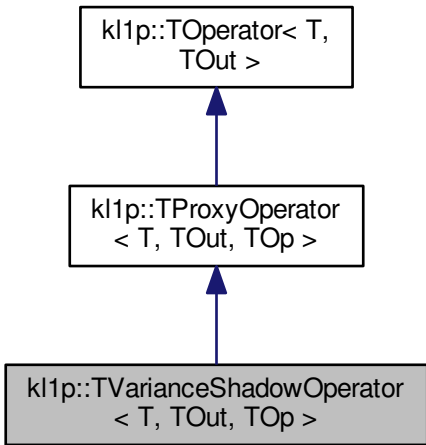 kl1p::TOperator< T,
TOut >
kl1p::TProxyOperator
< T, TOut, TOp >
kl1p::TVarianceShadowOperator
< T, TOut, TOp >